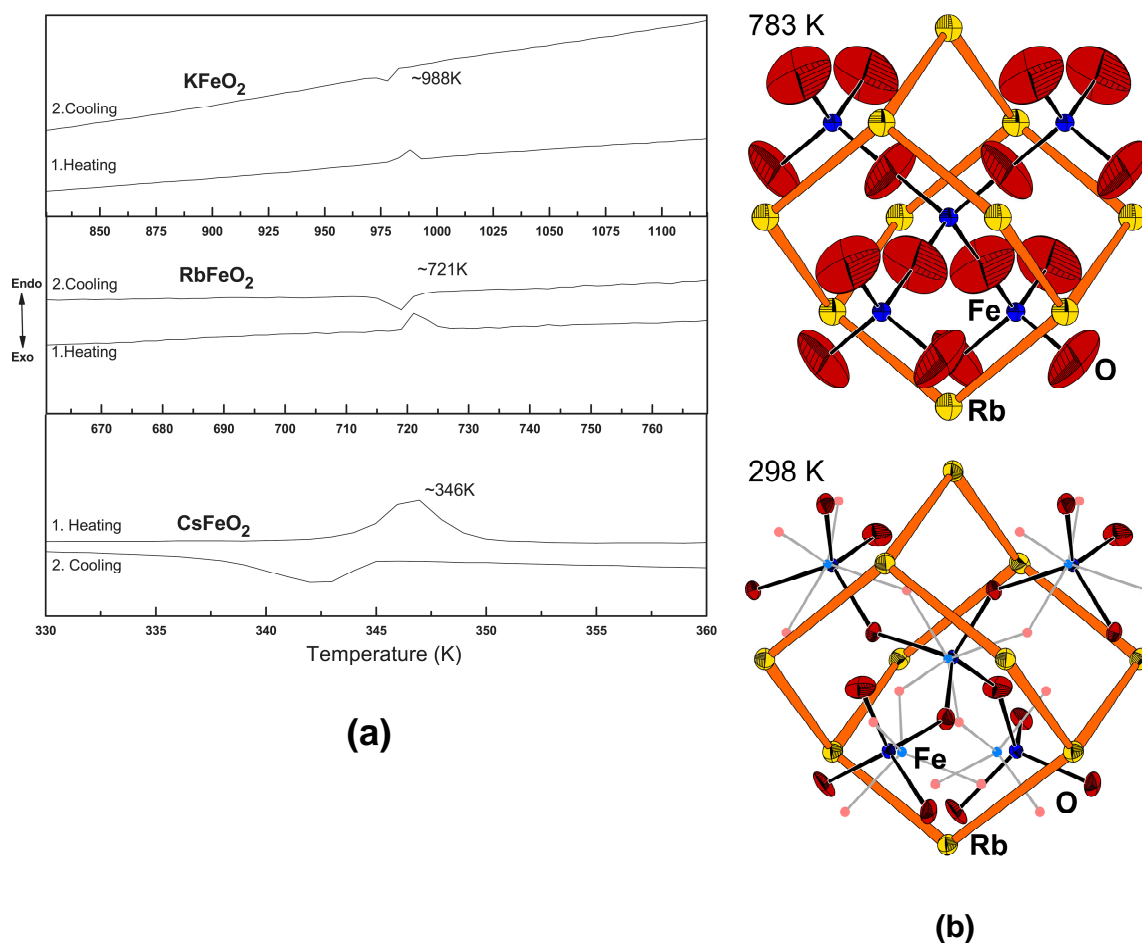 KFeO2
~988K
2.Cooling
1.Heating
850 875 900 925 950 975 1000 1025 1050 1075 1100
RbFeO2
~721K
2.Cooling
1.Heating
Endo
Exo
670 680 690 700 710 720 730 740 750 760
~346K
CsFeO2
1. Heating
2. Cooling
330 335 340 345 350 355 360
Temperature (K)
(a)
783 K
Fe
O
Rb
298 K
Fe
O
Rb
(b)